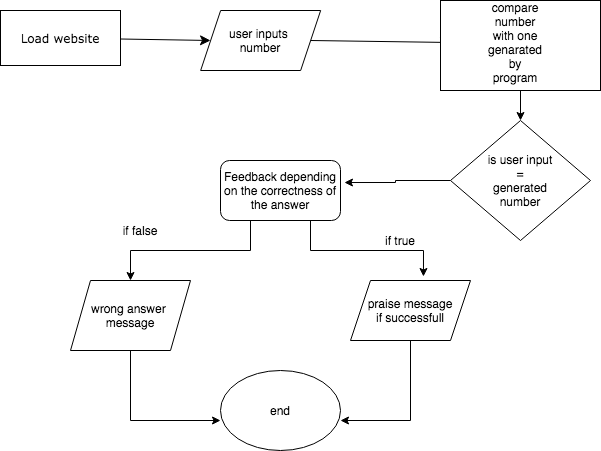 Load website
user inputs
number
compare
number
with one
genarated
by
program
is user input
=
generated
number
Feedback depending
on the correctness of
the answer
if false
if true
wrong answer
message
praise message
if successfull
end